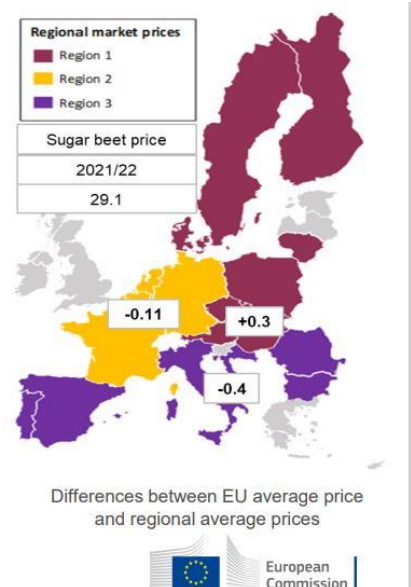 Regional market prices
Region 1
Region 2
Region 3
Sugar beet price
2021/22
29.1
-0.11
+0.3
-0.4
Differences between EU average price
and regional average prices
European
Commission